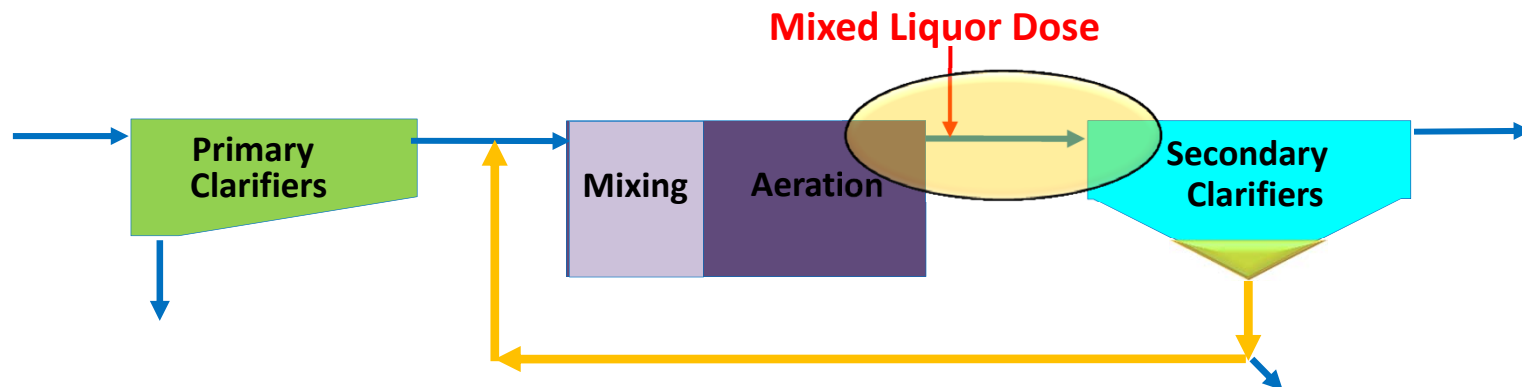 Mixed Liquor Dose
Primary
Clarifiers
Mixing
Aeration
Secondary
Clarifiers